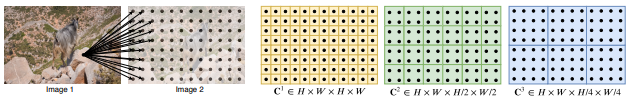 Image 1
Image 2
C¹ ∈ H × W × H × W
C² ∈ H × W × H/2 × W/2
C³ ∈ H × W × H/4 × W/4